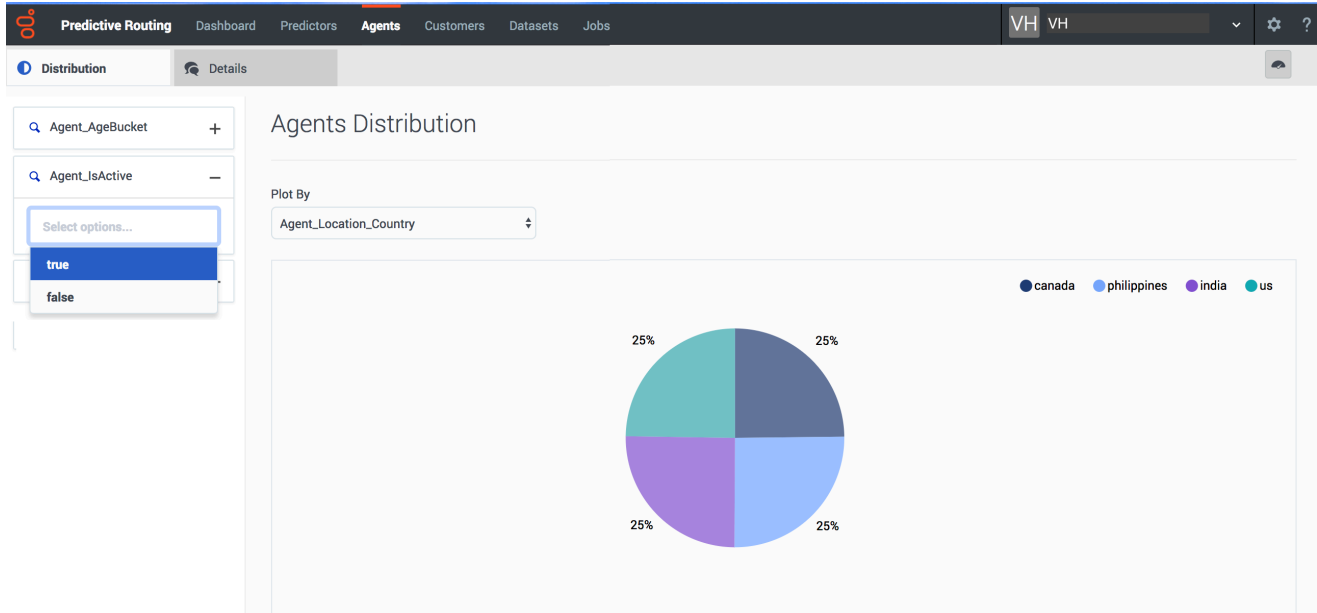 Predictive Routing Dashboard Predictors Agents Customers Datasets Jobs VH VH ?
Distribution Details
Agent_AgeBucket +
Agent_IsActive –
Select options...
true
false
Agents Distribution
Plot By
Agent_Location_Country
canada philippines india us
25% 25%
25% 25%